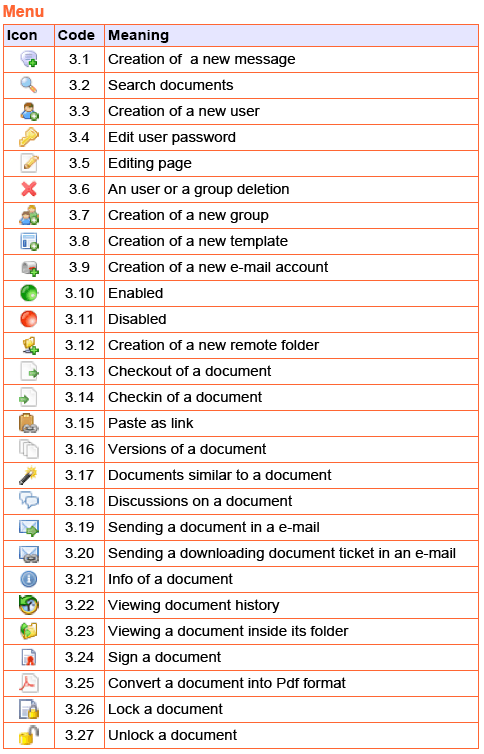 Menu
Icon Code Meaning
3.1 Creation of  a new message
3.2 Search documents
3.3 Creation of a new user
3.4 Edit user password
3.5 Editing page
3.6 An user or a group deletion
3.7 Creation of a new group
3.8 Creation of a new template
3.9 Creation of a new e-mail account
3.10 Enabled
3.11 Disabled
3.12 Creation of a new remote folder
3.13 Checkout of a document
3.14 Checkin of a document
3.15 Paste as link
3.16 Versions of a document
3.17 Documents similar to a document
3.18 Discussions on a document
3.19 Sending a document in a e-mail
3.20 Sending a downloading document ticket in an e-mail
3.21 Info of a document
3.22 Viewing document history
3.23 Viewing a document inside its folder
3.24 Sign a document
3.25 Convert a document into Pdf format
3.26 Lock a document
3.27 Unlock a document